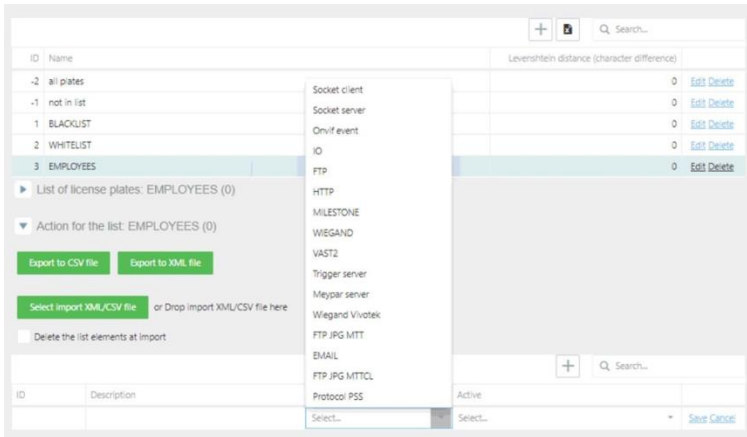 Search...
ID Name Levenshtein distance (character difference)
-2 all plates 0 Edit Delete
-1 not in list 0 Edit Delete
1 BLACKLIST 0 Edit Delete
2 WHITELIST 0 Edit Delete
3 EMPLOYEES 0 Edit Delete
List of license plates: EMPLOYEES (0)
Action for the list: EMPLOYEES (0)
Export to CSV file Export to XML file
Select import XML/CSV file or Drop import XML/CSV file here
Delete the list elements at import
Socket client
Socket server
Onvif event
IO
FTP
HTTP
MILESTONE
WIEGAND
VAST2
Trigger server
Meypar server
Wiegand Vivotek
FTP JPG MTT
EMAIL
FTP JPG MTTCL
Protocol PSS
Search...
ID Description Active
Select... Select... Save Cancel